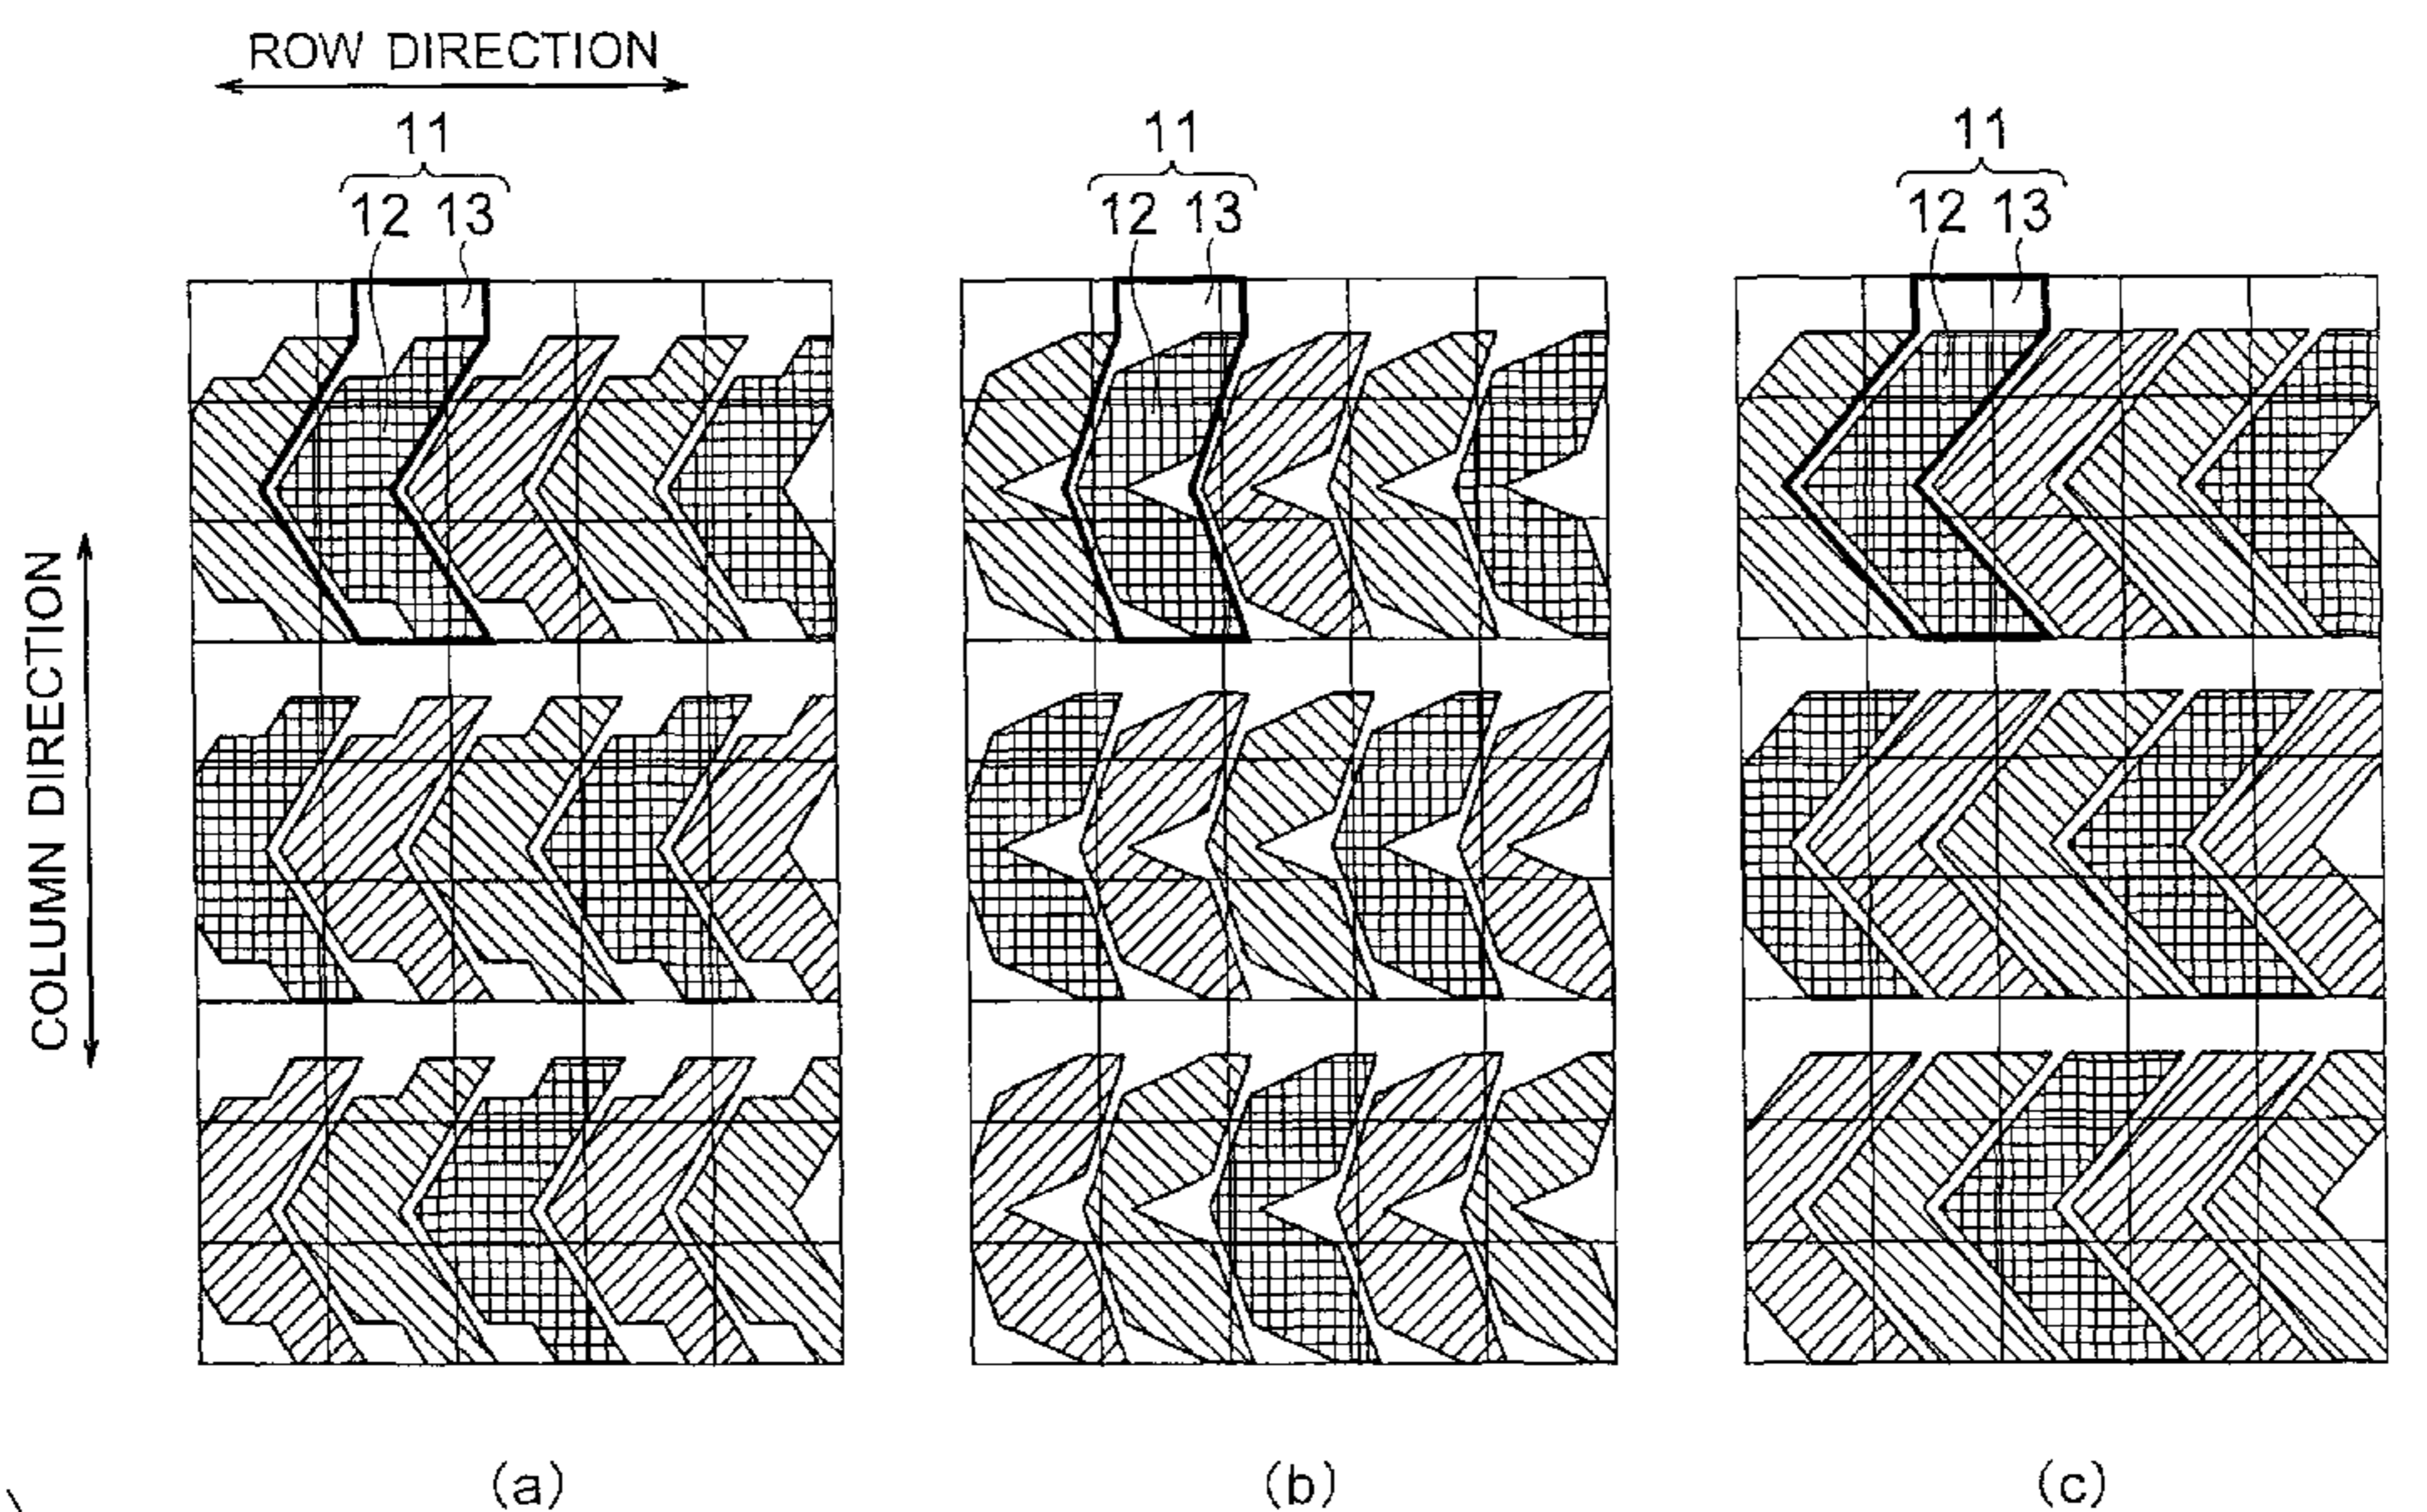 ROW DIRECTION
11 11 11
12 13 12 13 12 13
COLUMN DIRECTION
(a) (b) (c)